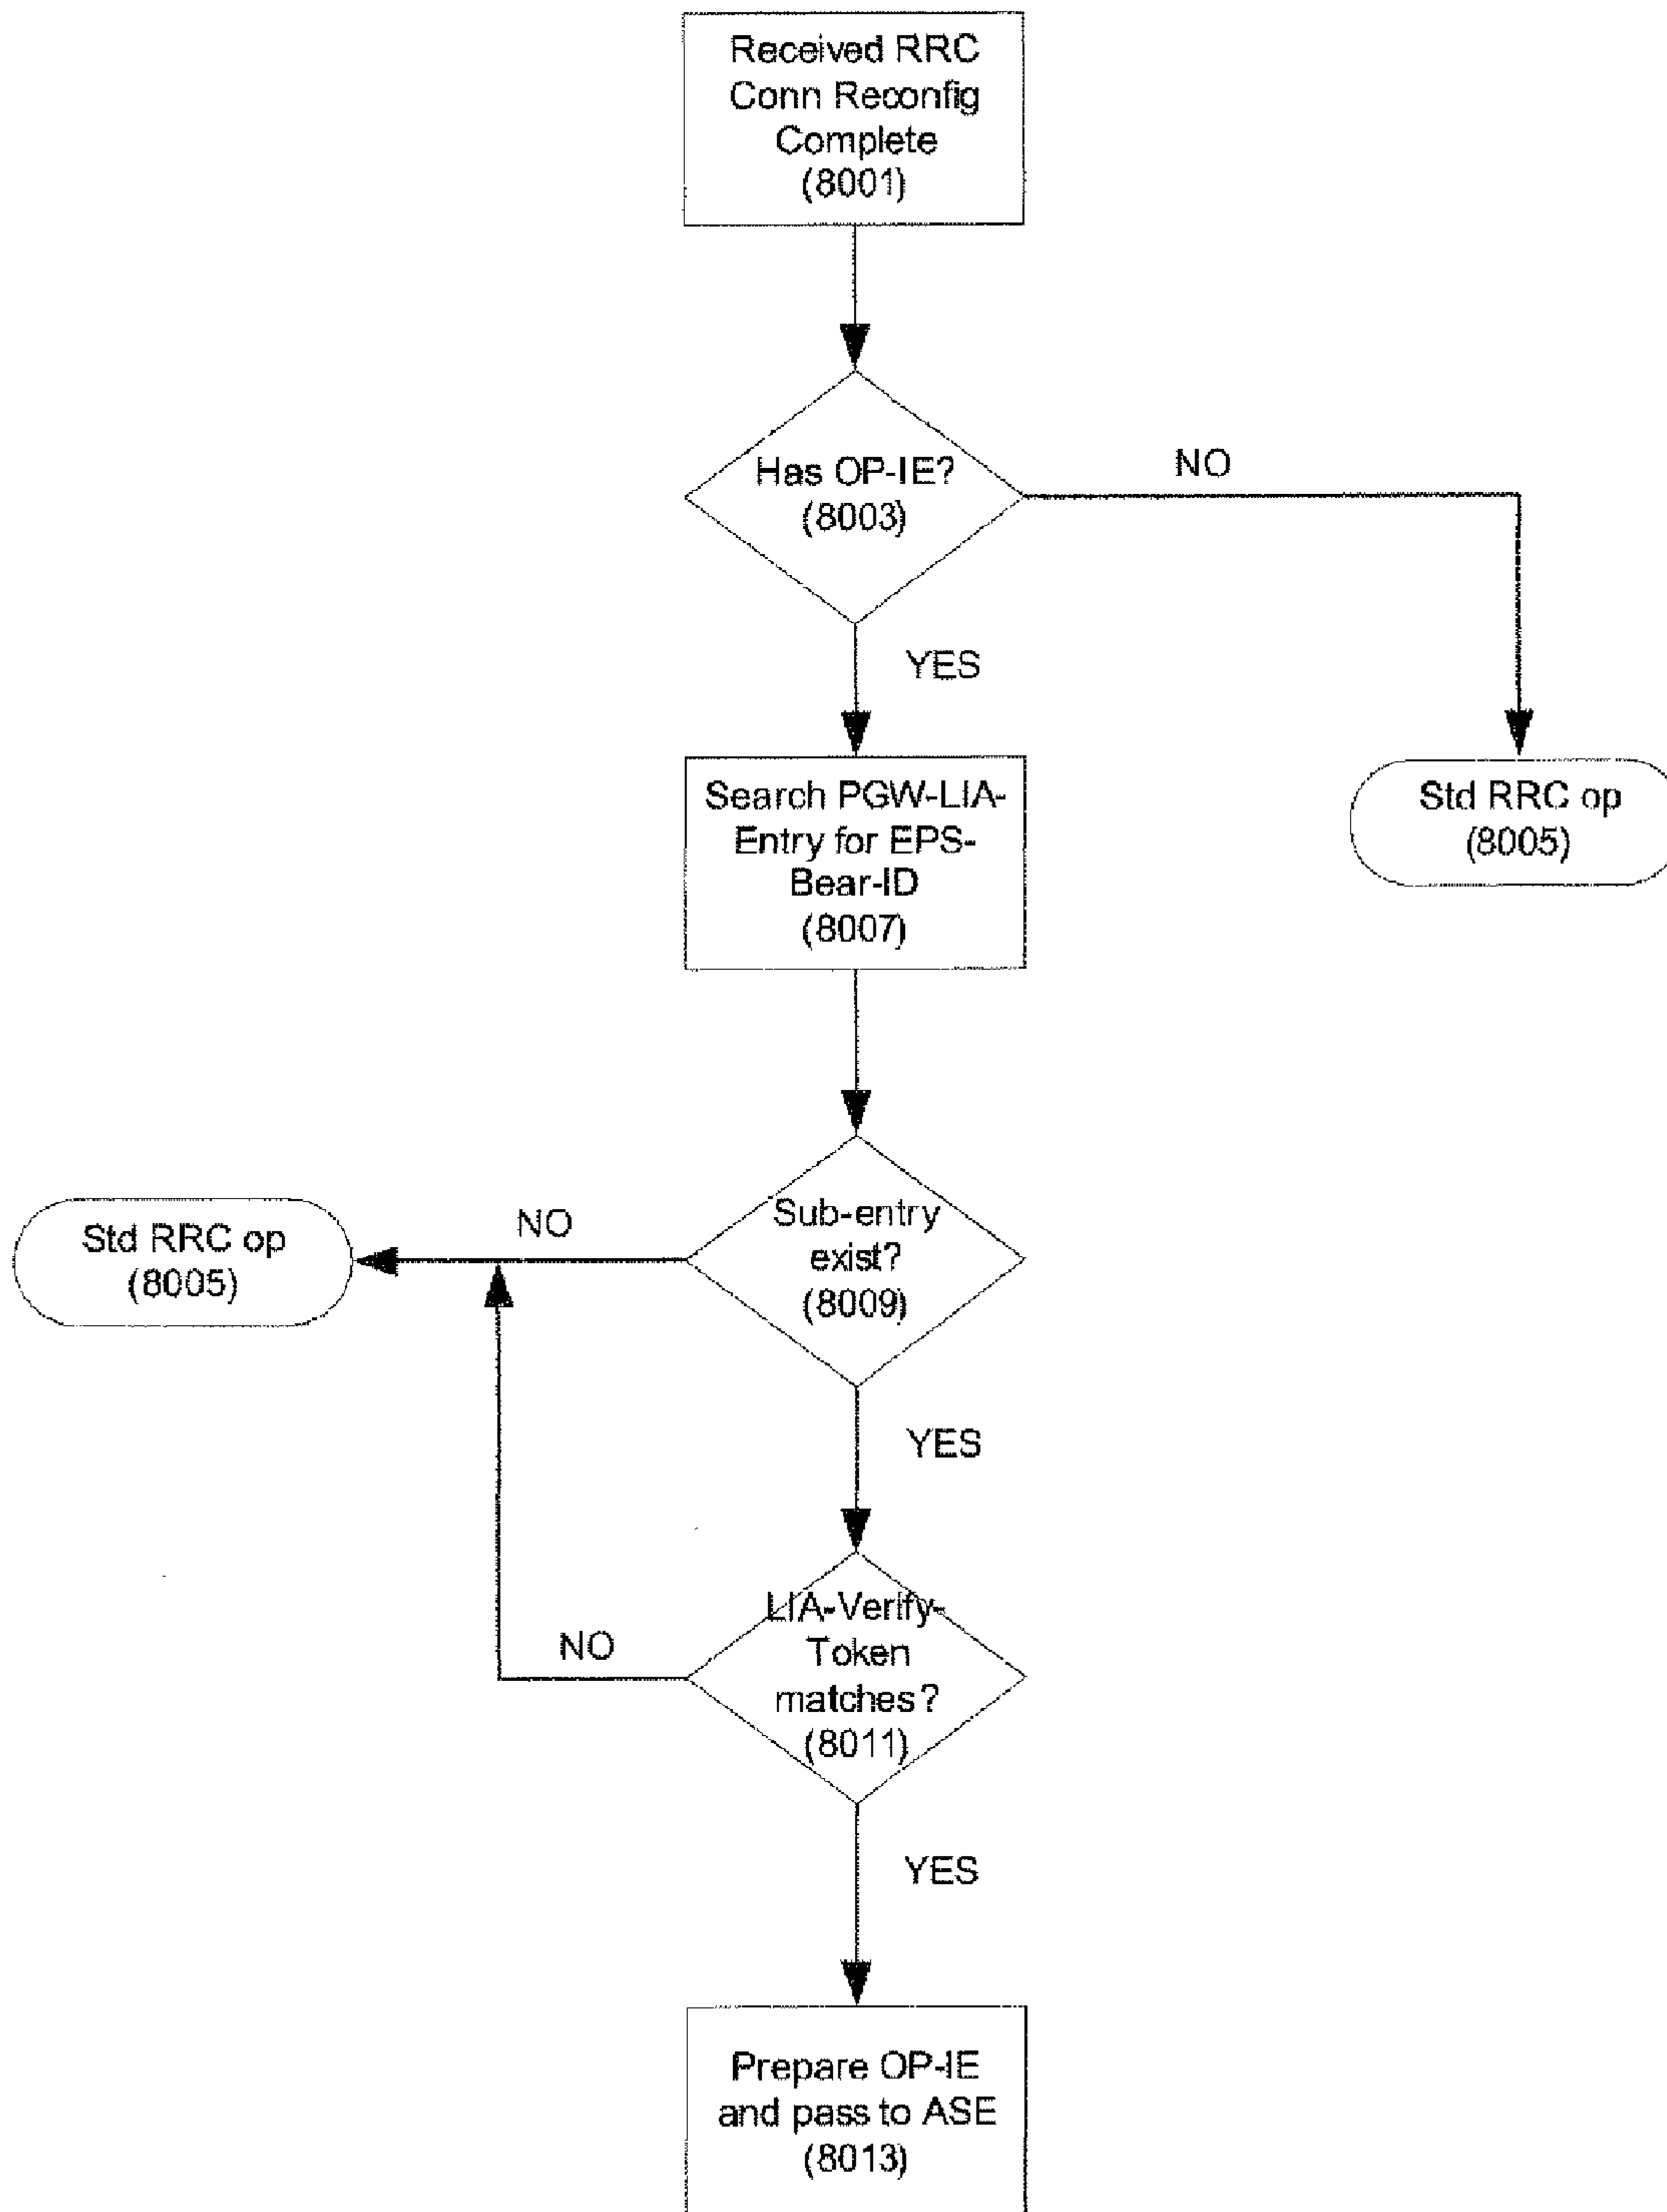 Received RRC
Conn Reconfig
Complete
(8001)
Has OP-IE?
(8003)
NO
YES
Search PGW-LIA-
Entry for EPS-
Bear-ID
(8007)
Std RRC op
(8005)
Sub-entry
exist?
(8009)
NO
Std RRC op
(8005)
YES
LIA-Verify-
Token
matches?
(8011)
NO
YES
Prepare OP-IE
and pass to ASE
(8013)